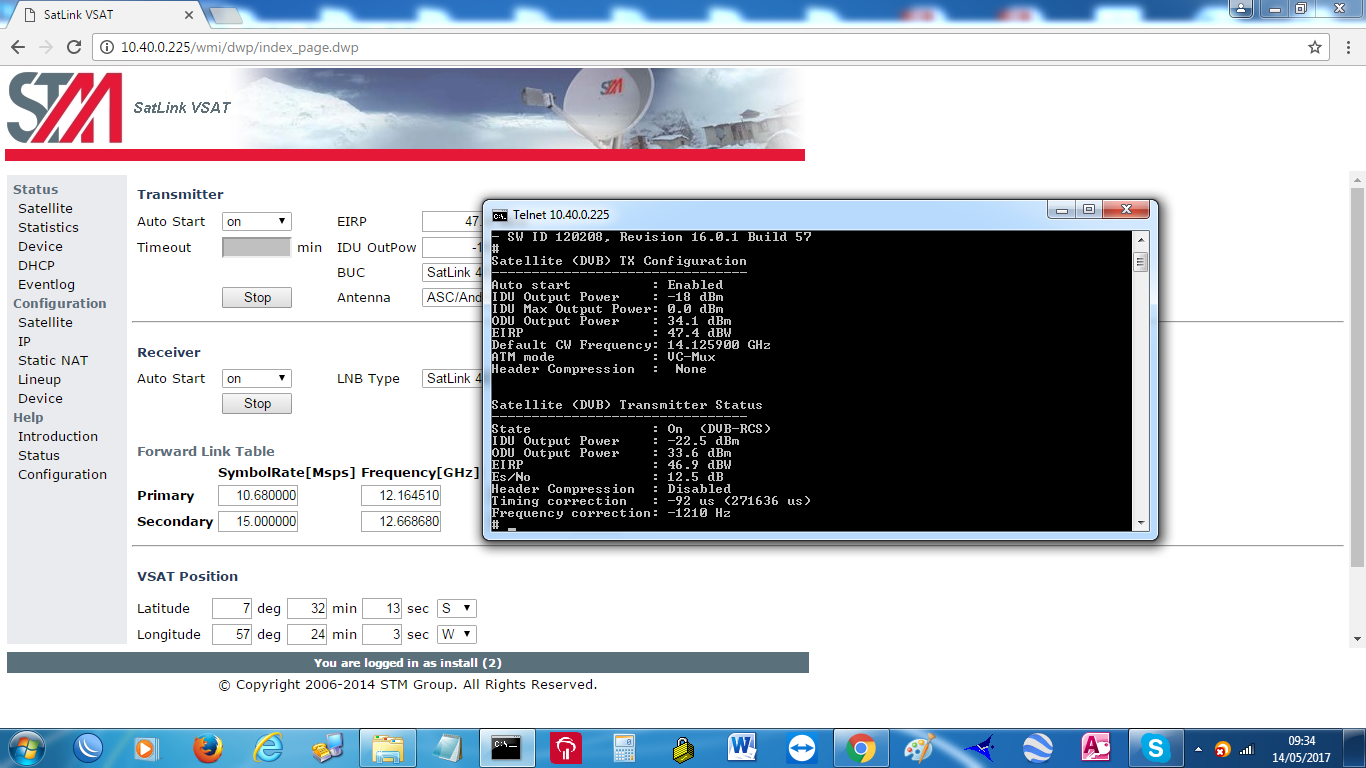 SatLink VSAT
10.40.0.225/wmi/dwp/index_page.dwp
STM
SatLink VSAT
STM
Status
Satellite
Statistics
Device
DHCP
Eventlog
Configuration
Satellite
IP
Static NAT
Lineup
Device
Help
Introduction
Status
Configuration
Transmitter
Auto Start on EIRP 47.
Timeout min IDU OutPow -1
BUC SatLink 4
Stop Antenna ASC/And
Receiver
Auto Start on LNB Type SatLink 4
Stop
Forward Link Table
SymbolRate[Msps] Frequency[GHz]
Primary 10.680000 12.164510
Secondary 15.000000 12.668680
VSAT Position
Latitude 7 deg 32 min 13 sec S
Longitude 57 deg 24 min 3 sec W
You are logged in as install (2)
© Copyright 2006-2014 STM Group. All Rights Reserved.
Telnet 10.40.0.225
- SW ID 120208, Revision 16.0.1 Build 57
#
Satellite (DVB) TX Configuration
--------------------------------
Auto start : Enabled
IDU Output Power : -18 dBm
IDU Max Output Power: 0.0 dBm
ODU Output Power : 34.1 dBm
EIRP : 47.4 dBW
Default CW Frequency: 14.125900 GHz
ATM mode : VC-Mux
Header Compression : None
Satellite (DVB) Transmitter Status
--------------------------------
State : On (DVB-RCS)
IDU Output Power : -22.5 dBm
ODU Output Power : 33.6 dBm
EIRP : 46.9 dBW
Es/No : 12.5 dB
Header Compression : Disabled
Timing correction : -92 us (271636 us)
Frequency correction: -1210 Hz
# _
09:34
14/05/2017